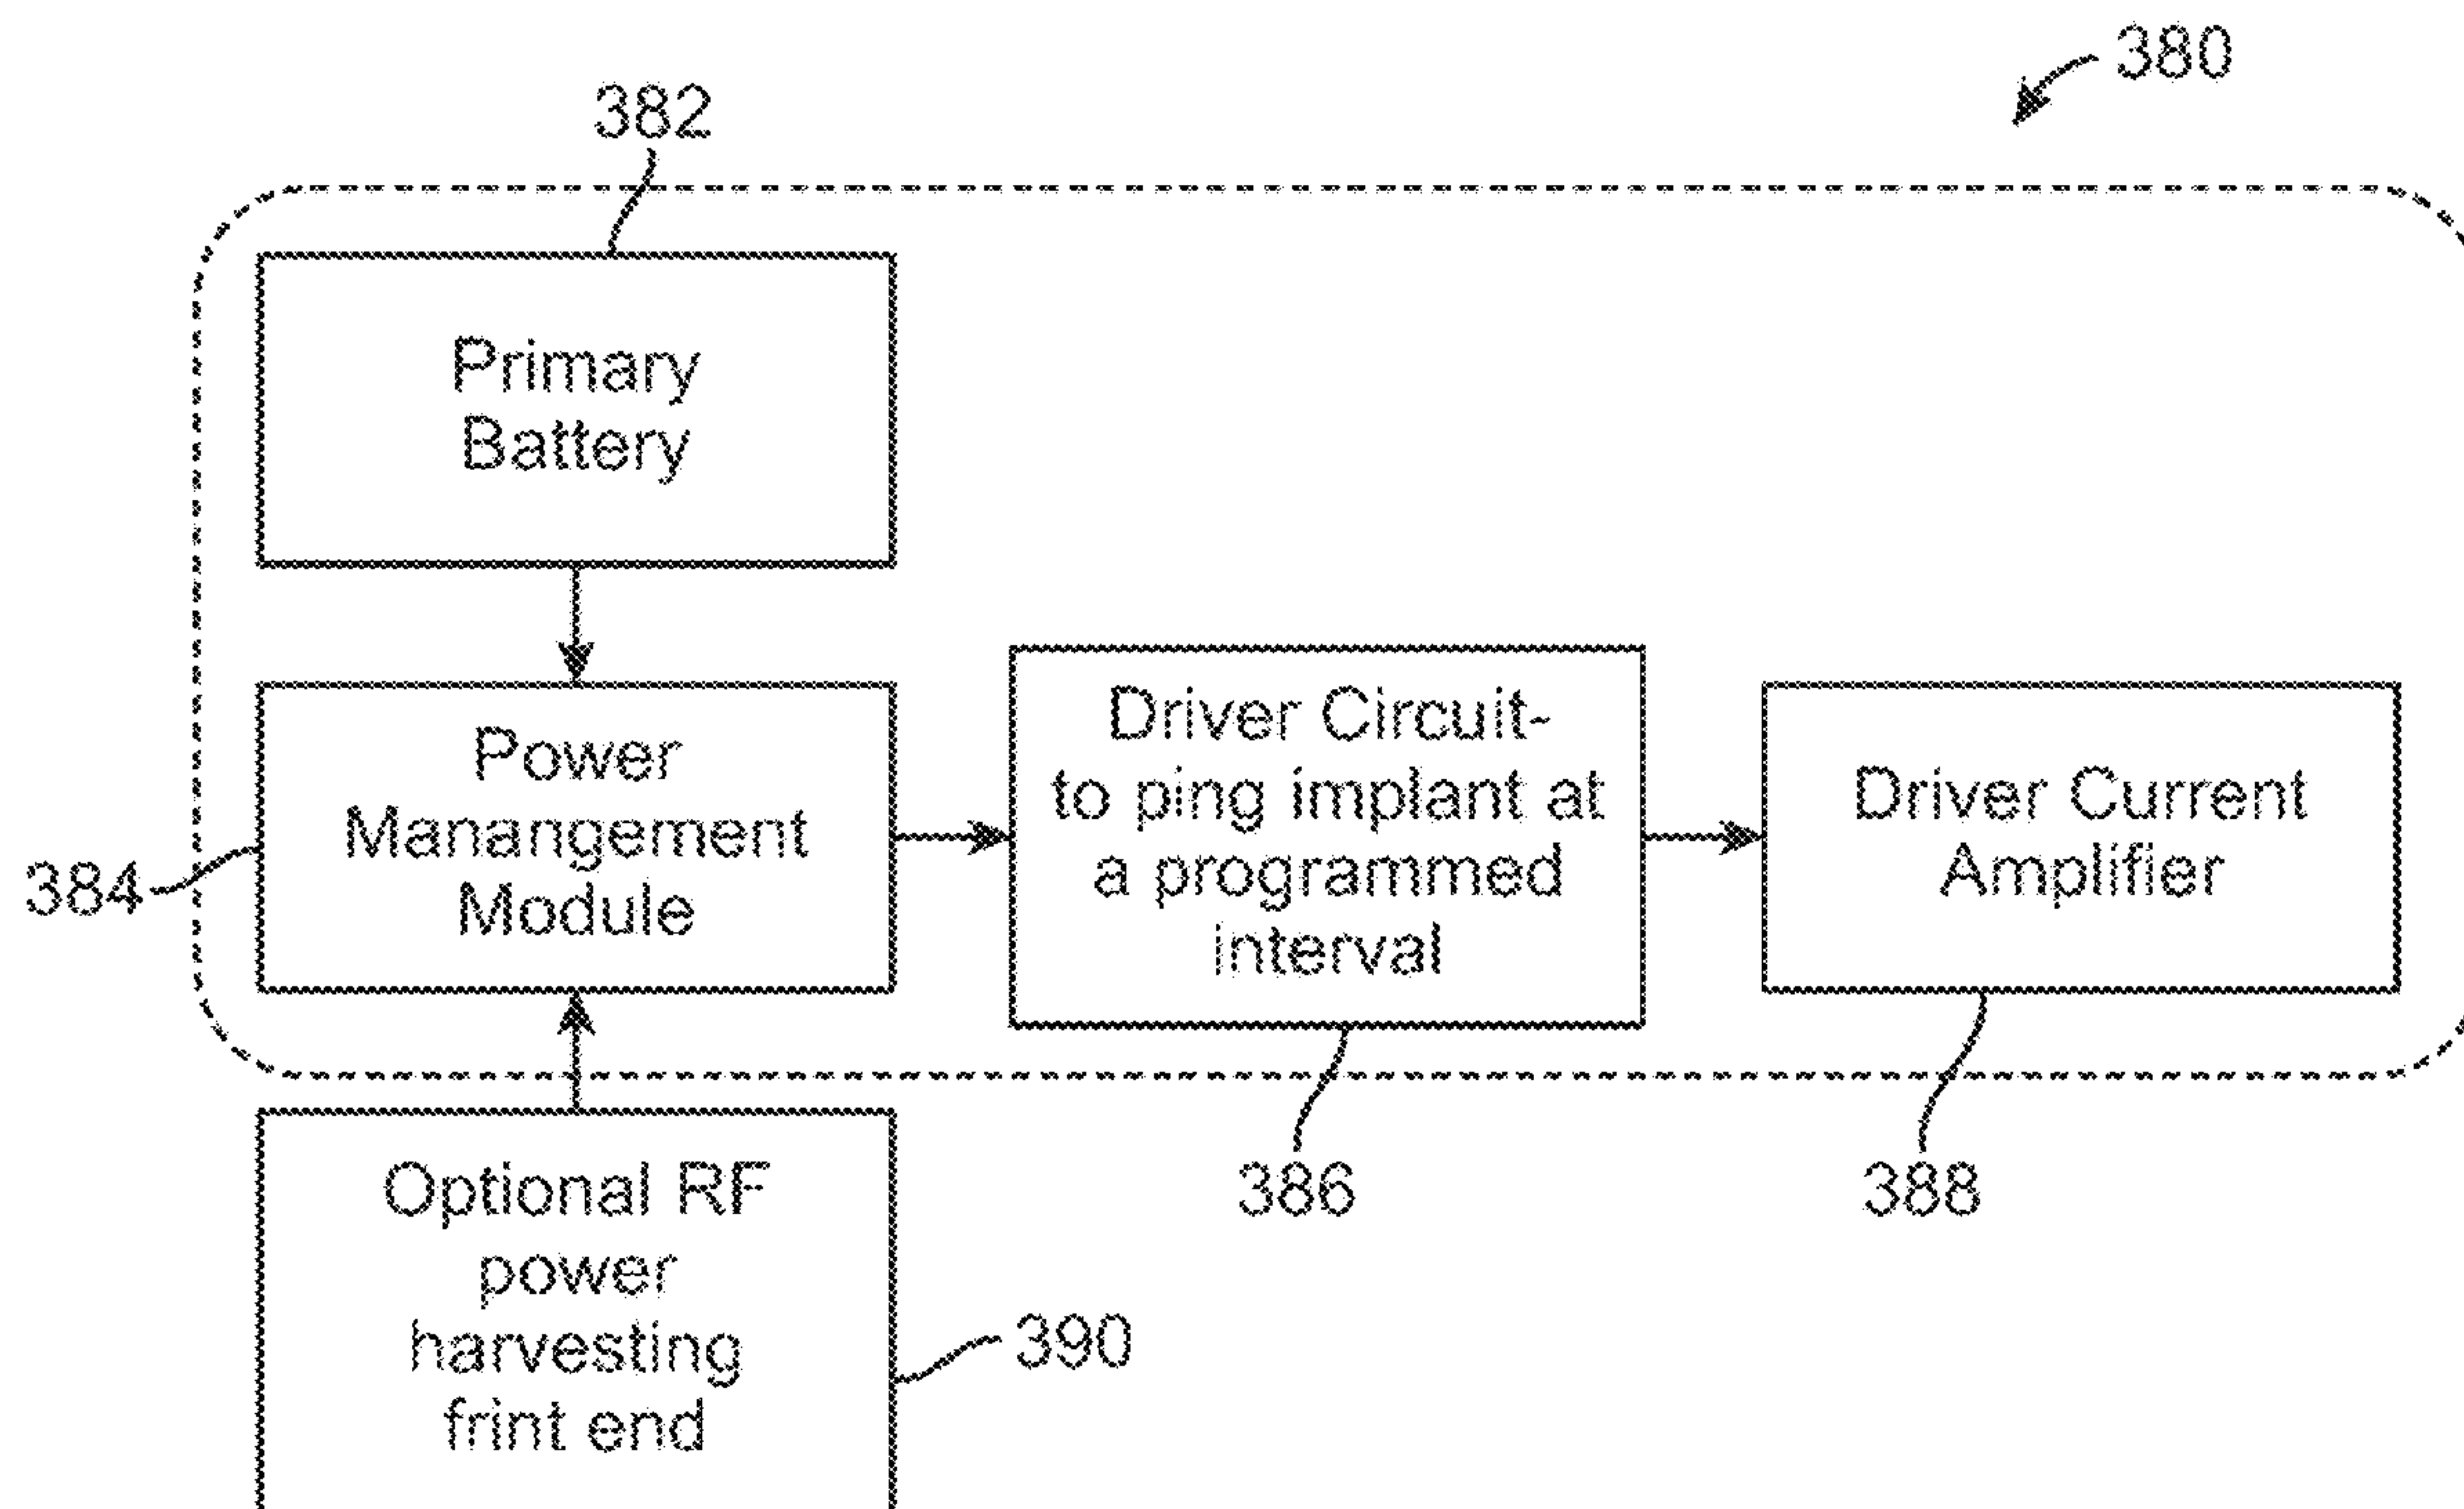 380
382
Primary
Battery
Power
Manangement
Module
384
Driver Circuit-
to ping implant at
a programmed
interval
Driver Current
Amplifier
386
388
Optional RF
power
harvesting
frint end
390